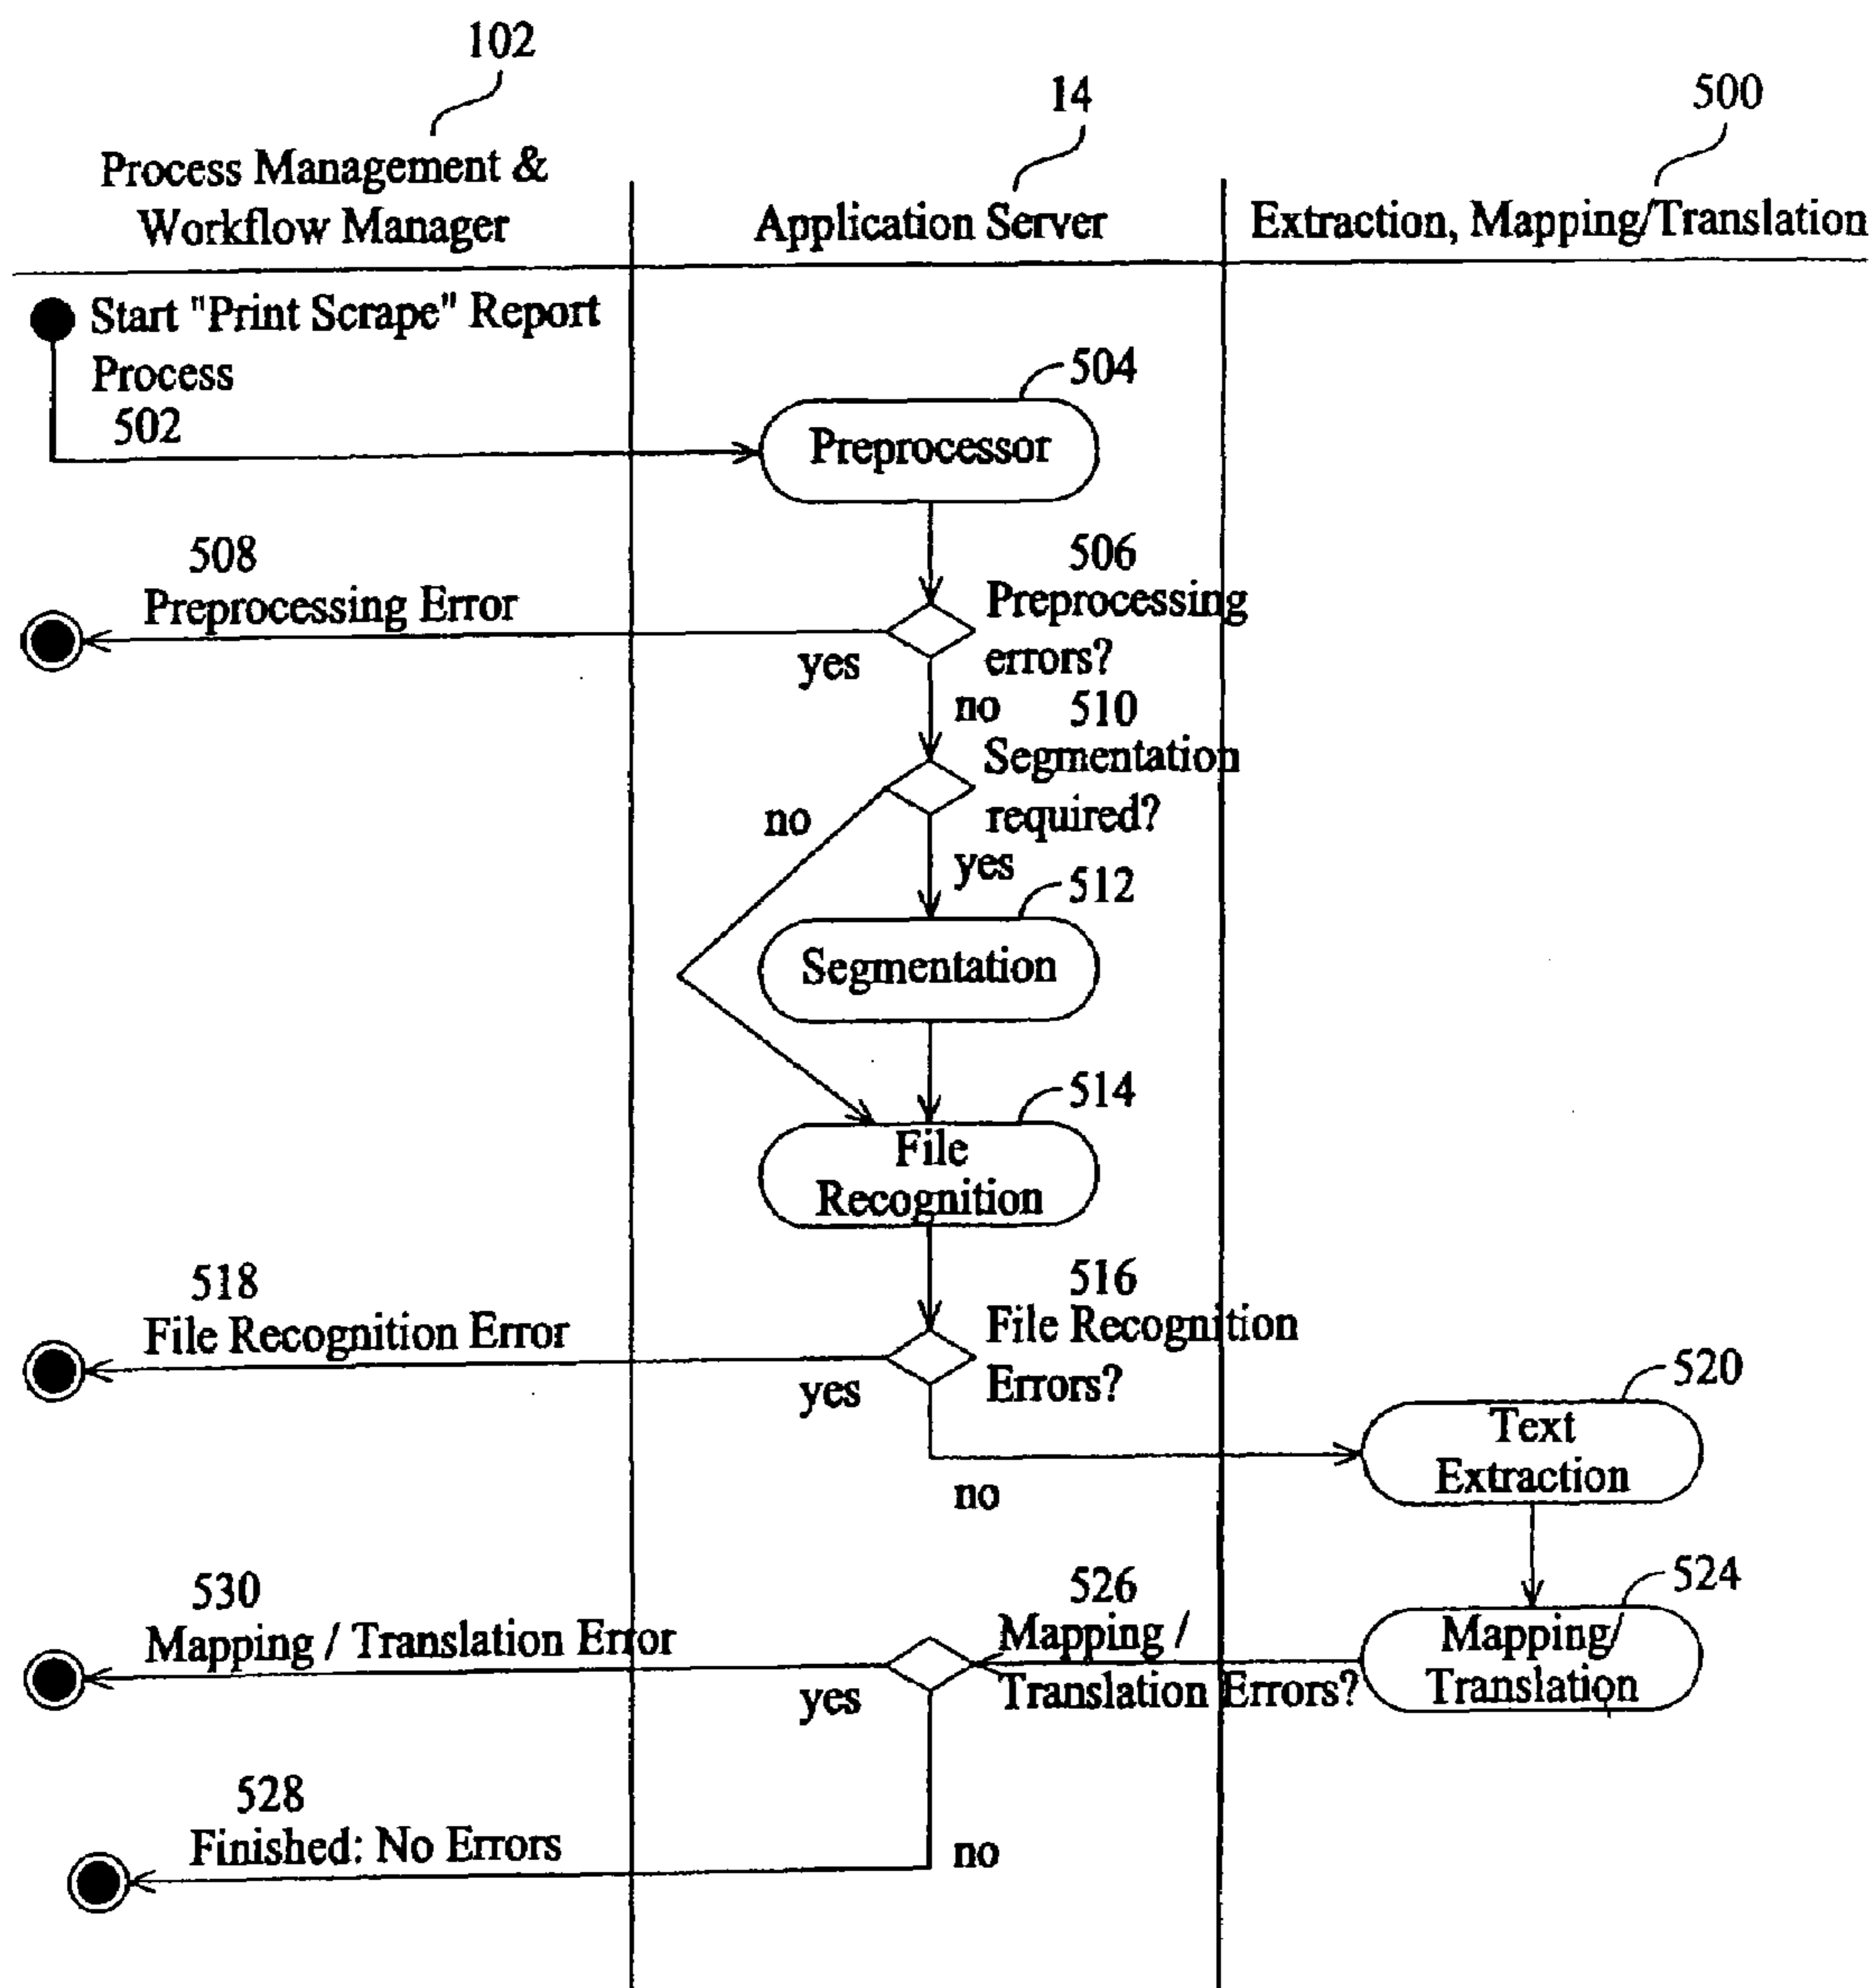 102
14
500
Process Management &
Workflow Manager
Application Server
Extraction, Mapping/Translation
Start "Print Scrape" Report
Process
502
504
Preprocessor
508
Preprocessing Error
506
Preprocessing
errors?
yes
no
510
Segmentation
required?
no
yes
512
Segmentation
514
File
Recognition
518
File Recognition Error
516
File Recognition
Errors?
yes
no
520
Text
Extraction
530
Mapping / Translation Error
526
Mapping /
Translation Errors?
524
Mapping/
Translation
yes
528
Finished: No Errors
no